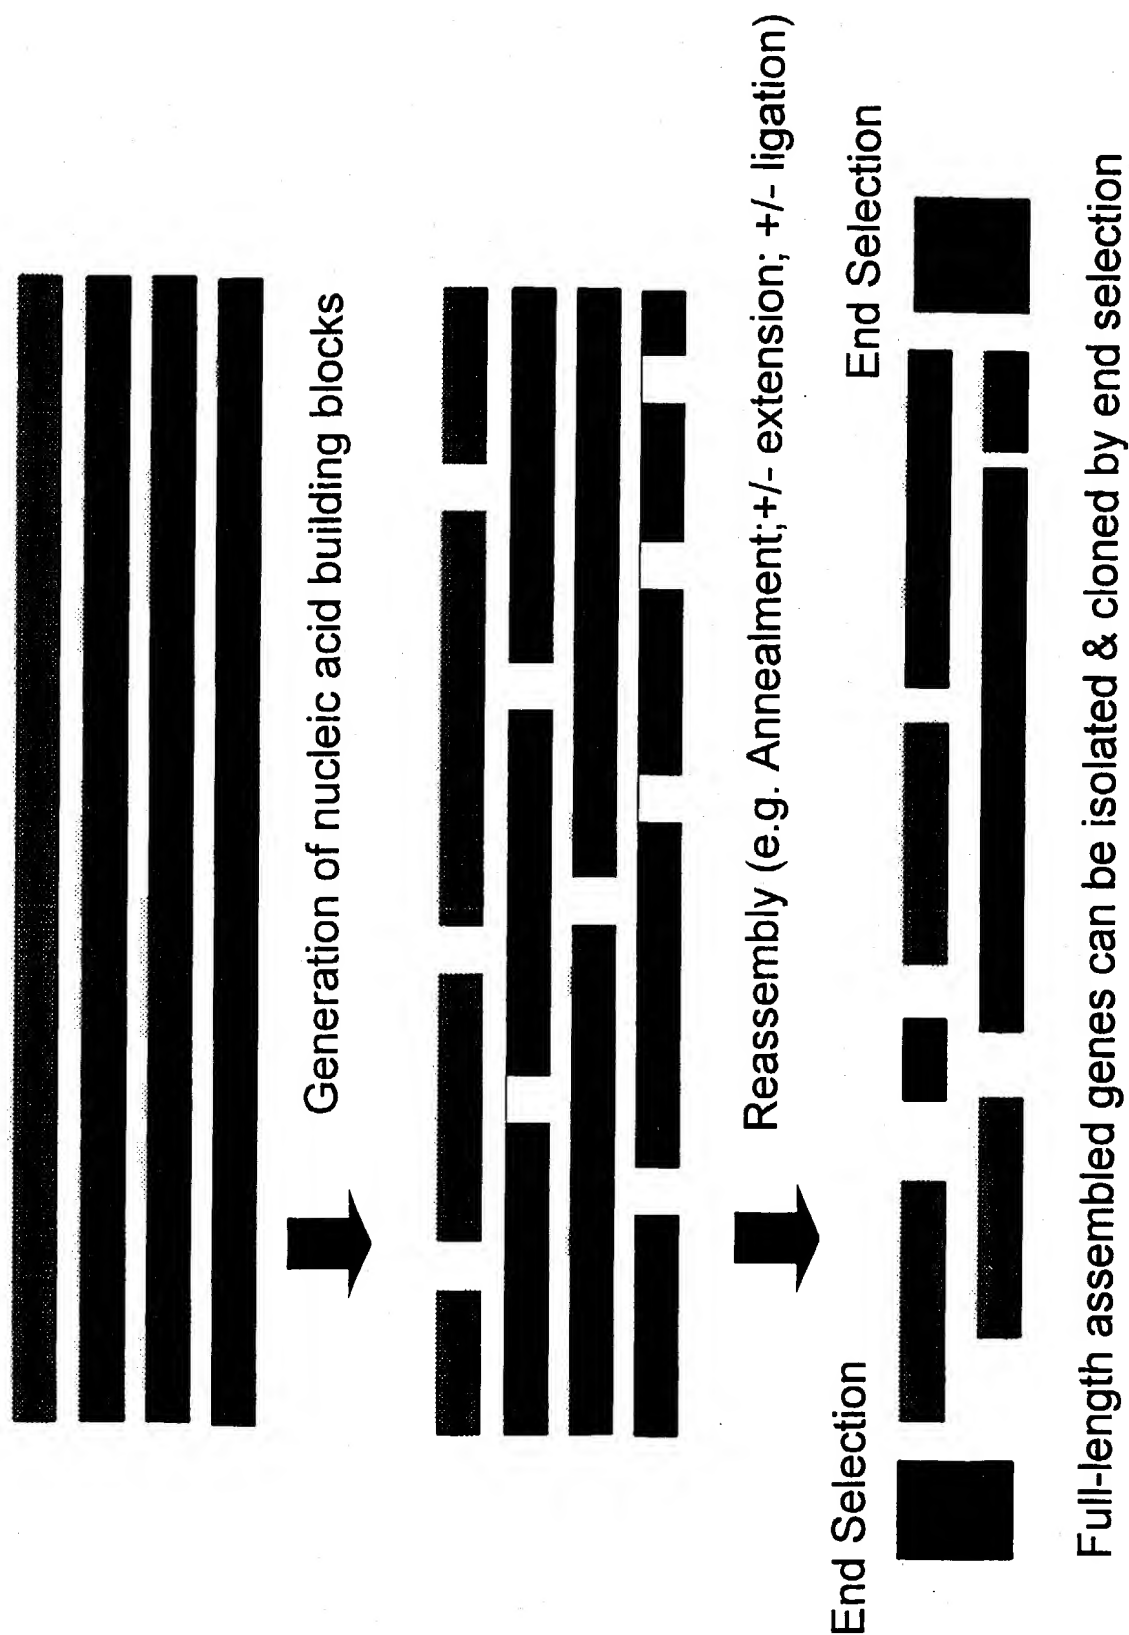 Generation of nucleic acid building blocks
Reassembly (e.g. Annealment;+/- extension; +/- ligation)
End Selection
End Selection
Full-length assembled genes can be isolated & cloned by end selection